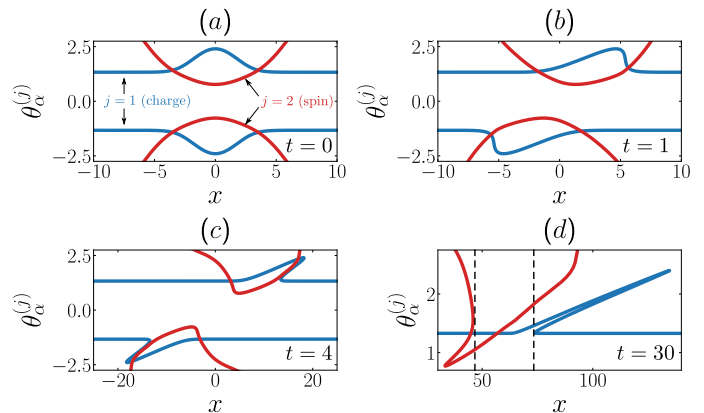 (a)
2.5
0.0
−2.5
θα(j)
j = 1 (charge)
j = 2 (spin)
t = 0
−10 −5 0 5 10
x
(b)
2.5
0.0
−2.5
θα(j)
t = 1
−10 −5 0 5 10
x
(c)
2.5
0.0
−2.5
θα(j)
t = 4
−20 0 20
x
(d)
2
1
θα(j)
t = 30
50 100
x